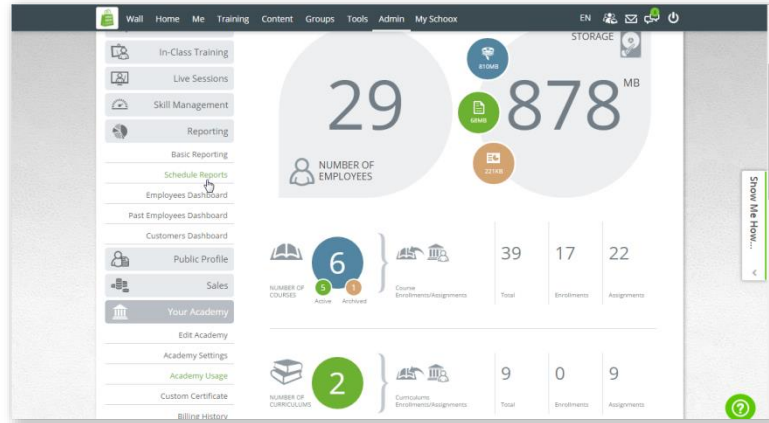 Wall Home Me Training Content Groups Tools Admin My Schoox EN
In-Class Training
Live Sessions
Skill Management
Reporting
Basic Reporting
Schedule Reports
Employees Dashboard
Past Employees Dashboard
Customers Dashboard
Public Profile
Sales
Your Academy
Edit Academy
Academy Settings
Academy Usage
Custom Certificate
Billing History
29
NUMBER OF
EMPLOYEES
STORAGE
810MB
68MB
221KB
878 MB
NUMBER OF
COURSES
6
5
Active
1
Archived
Course
Enrollments/Assignments
39
Total
17
Enrollments
22
Assignments
NUMBER OF
CURRICULUMS
2
Curriculums
Enrollments/Assignments
9
Total
0
Enrollments
9
Assignments
Show Me How...